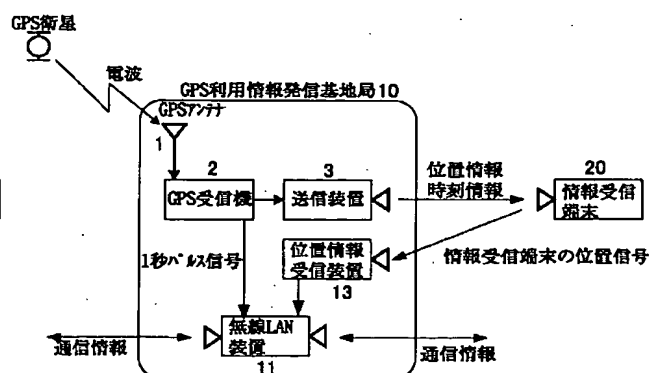 GPS衛星
電波
GPS利用情報発信基地局10
GPSアンテナ
1
2
3
20
GPS受信機
送信装置
位置情報
時刻情報
情報受信
端末
1秒パルス信号
位置情報
受信装置
13
情報受信端末の位置信号
無線LAN
装置
11
通信情報
通信情報